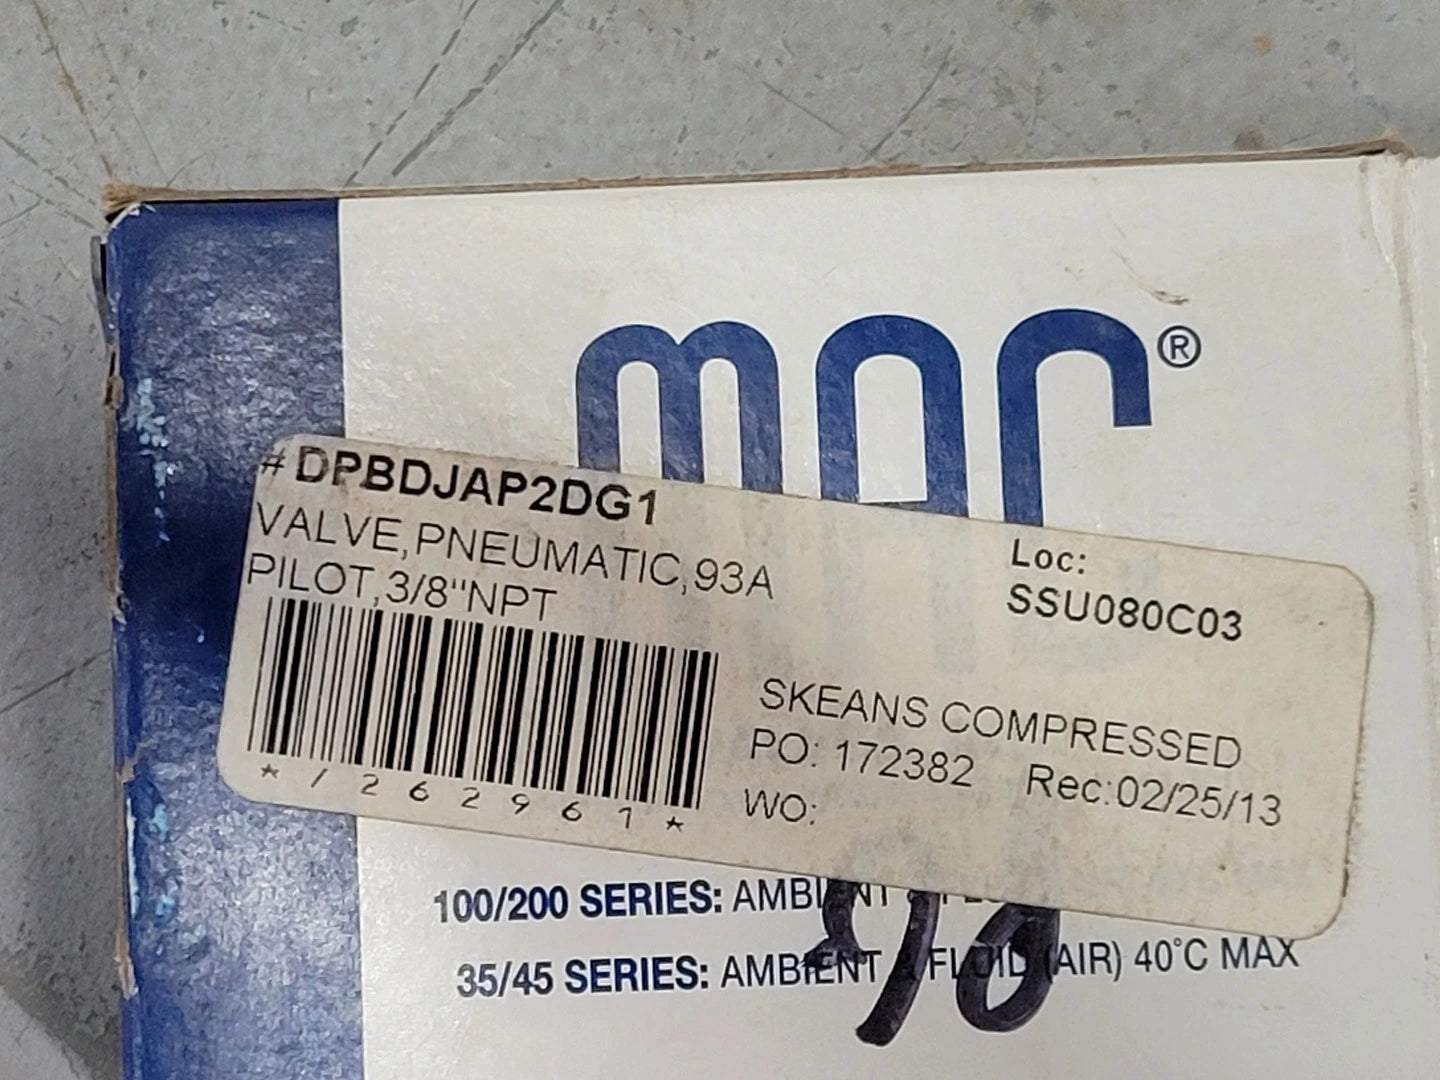 mac®
#DPBDJAP2DG1
VALVE,PNEUMATIC,93A
PILOT,3/8"NPT
*/262961*
Loc:
SSU080C03
SKEANS COMPRESSED
PO: 172382 Rec:02/25/13
WO:
100/200 SERIES: AMBIENT &
35/45 SERIES: AMBIENT & FLUID (AIR) 40°C MAX